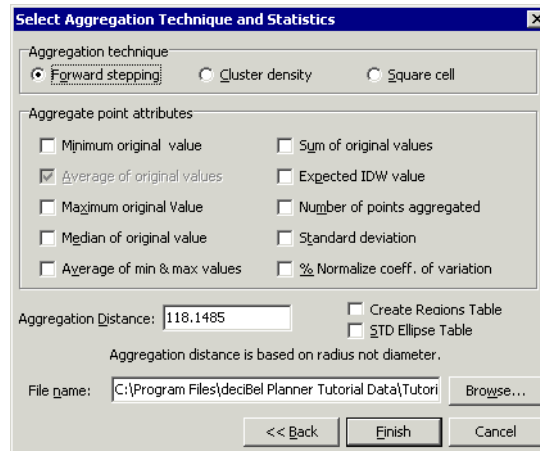 Select Aggregation Technique and Statistics
Aggregation technique
Forward stepping Cluster density Square cell
Aggregate point attributes
Minimum original value Sum of original values
Average of original values Expected IDW value
Maximum original Value Number of points aggregated
Median of original value Standard deviation
Average of min & max values % Normalize coeff. of variation
Aggregation Distance: 118.1485 Create Regions Table
STD Ellipse Table
Aggregation distance is based on radius not diameter.
File name: C:\Program Files\deciBel Planner Tutorial Data\Tutori Browse...
<< Back Finish Cancel